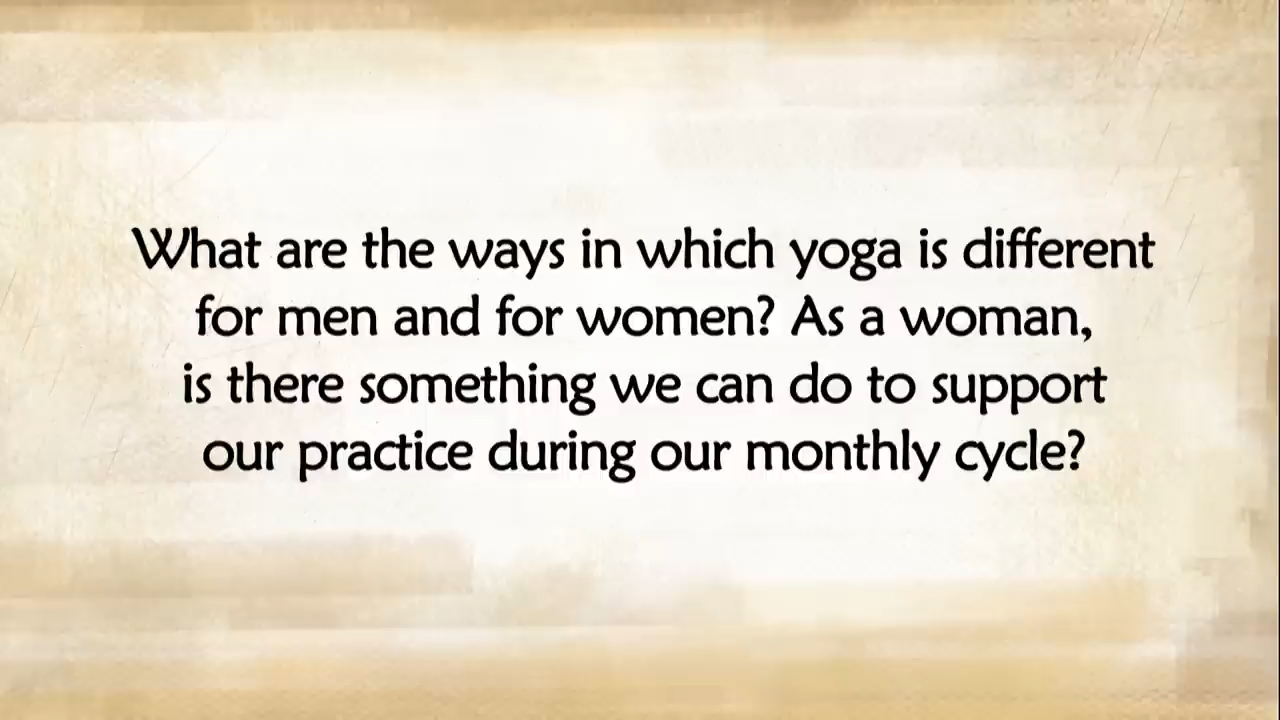 What are the ways in which yoga is different
for men and for women? As a woman,
is there something we can do to support
our practice during our monthly cycle?